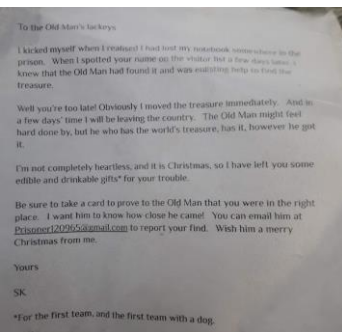 To the Old Man's lackeys
I kicked myself when I realised I had lost my notebook somewhere in the
prison. When I spotted your name on the visitor list a few days later, I
knew that the Old Man had found it and was enlisting help to find the
treasure.
Well you're too late! Obviously I moved the treasure immediately. And in
a few days' time I will be leaving the country. The Old Man might feel
hard done by, but he who has the world's treasure, has it, however he got
it.
I'm not completely heartless, and it is Christmas, so I have left you some
edible and drinkable gifts* for your trouble.
Be sure to take a card to prove to the Old Man that you were in the right
place. I want him to know how close he came! You can email him at
Prisoner120965@gmail.com to report your find. Wish him a merry
Christmas from me.
Yours
SK
*For the first team, and the first team with a dog.